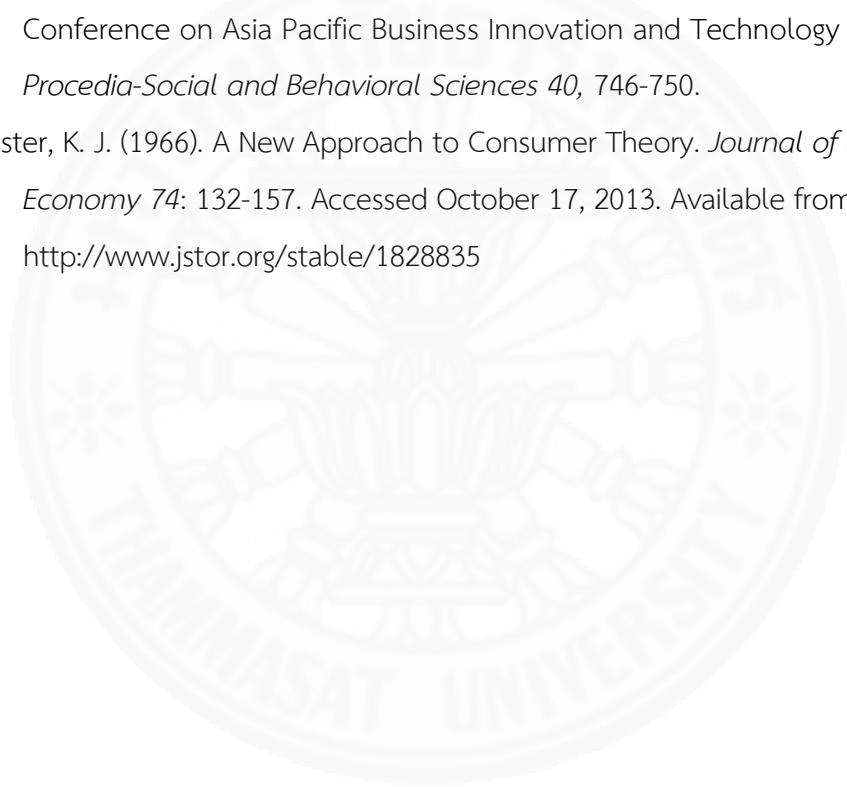 Conference on Asia Pacific Business Innovation and Technology
Procedia-Social and Behavioral Sciences 40, 746-750.
ster, K. J. (1966). A New Approach to Consumer Theory. Journal of
Economy 74: 132-157. Accessed October 17, 2013. Available from
http://www.jstor.org/stable/1828835
THAMMASAT UNIVERSITY